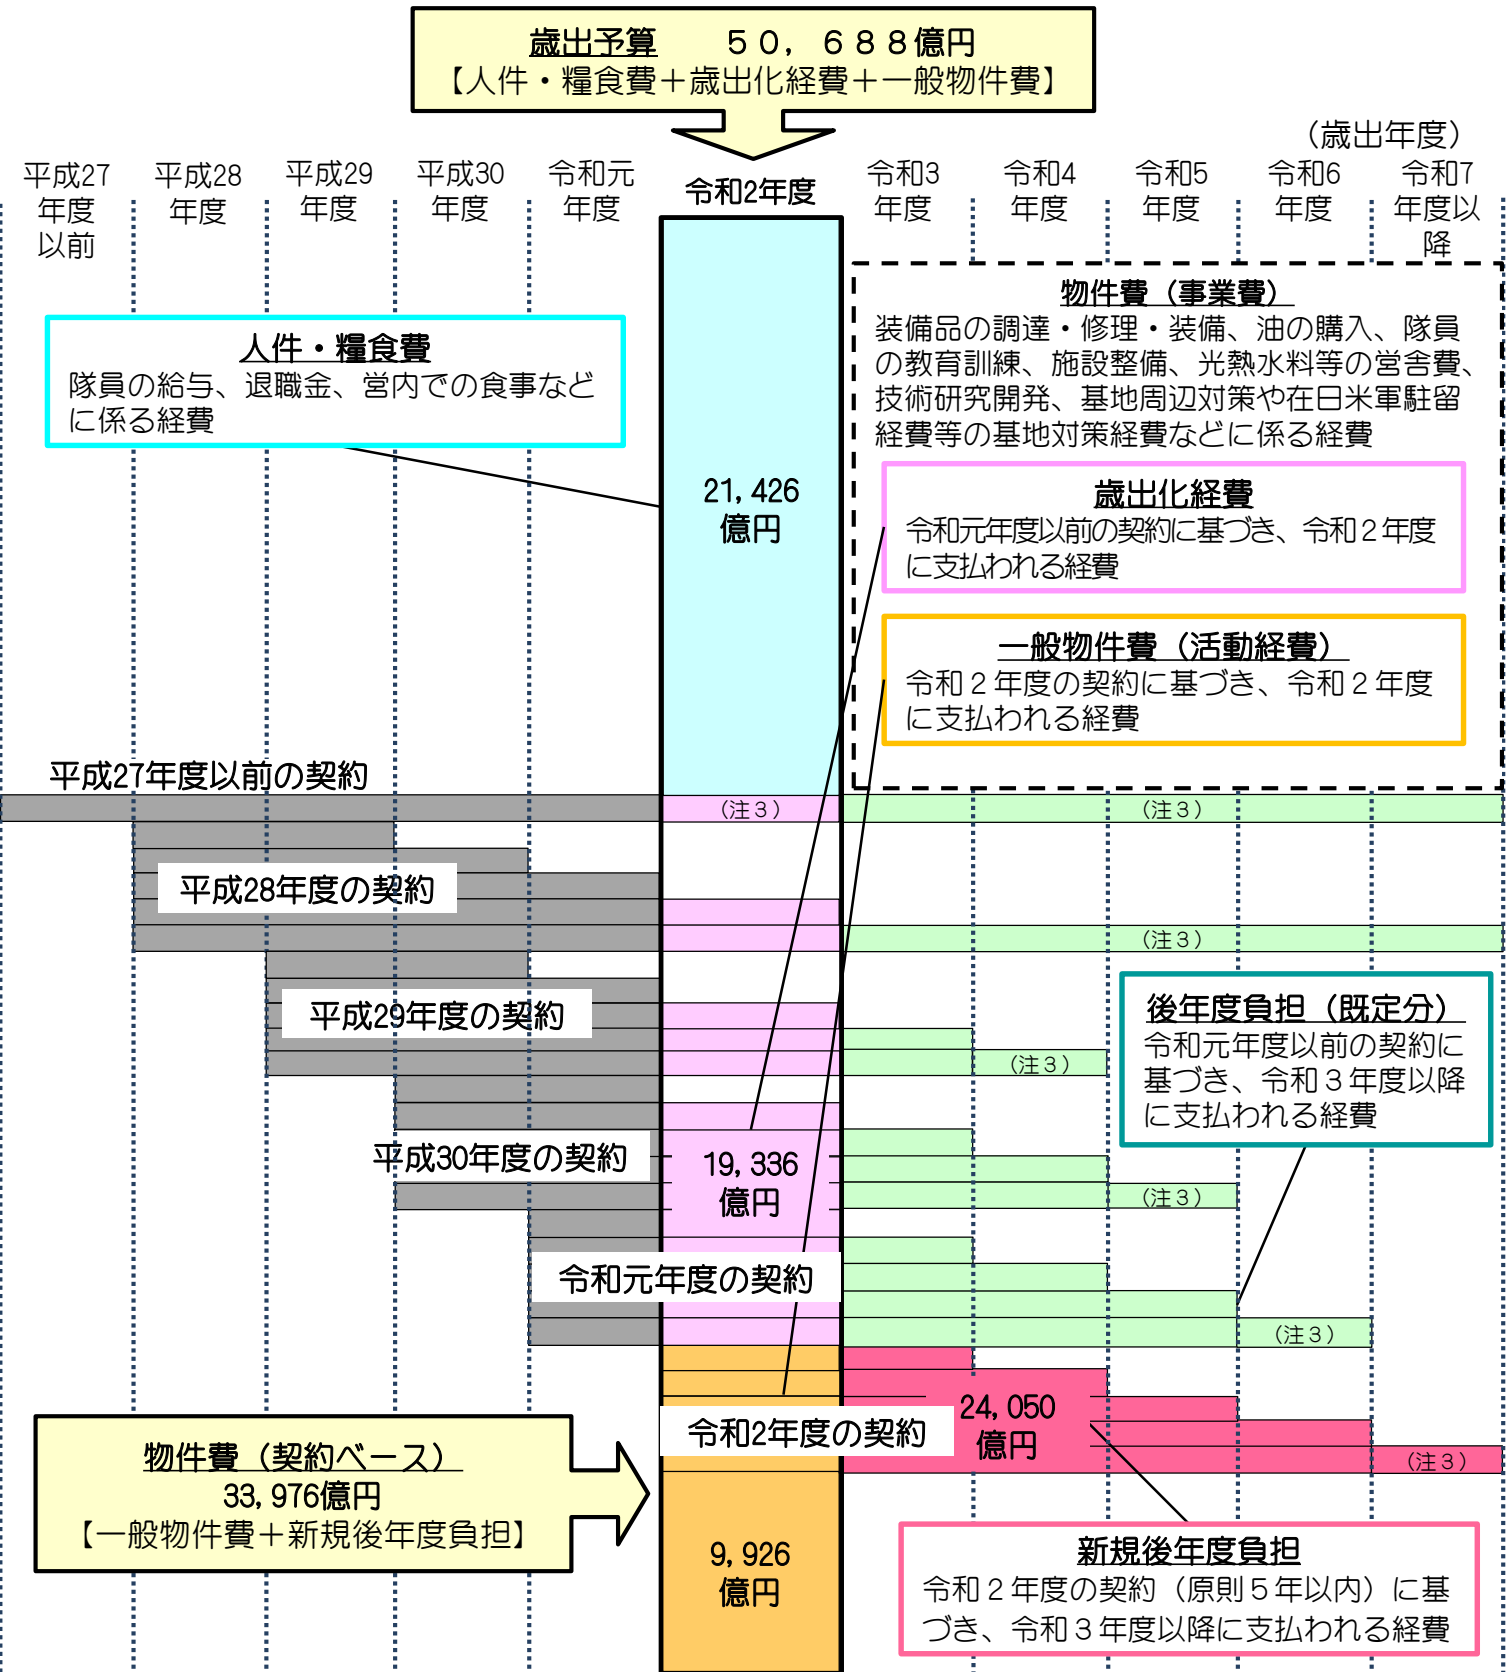 歳出予算　　５０，６８８億円
【人件・糧食費＋歳出化経費＋一般物件費】
（歳出年度）
平成27
年度
以前
平成28
年度
平成29
年度
平成30
年度
令和元
年度
令和2年度
令和3
年度
令和4
年度
令和5
年度
令和6
年度
令和7
年度以
降
人件・糧食費
隊員の給与、退職金、営内での食事など
に係る経費
21,426
億円
物件費（事業費）
装備品の調達・修理・装備、油の購入、隊員
の教育訓練、施設整備、光熱水料等の営舎費、
技術研究開発、基地周辺対策や在日米軍駐留
経費等の基地対策経費などに係る経費
歳出化経費
令和元年度以前の契約に基づき、令和２年度
に支払われる経費
一般物件費（活動経費）
令和２年度の契約に基づき、令和２年度
に支払われる経費
平成27年度以前の契約
（注３）
（注３）
平成28年度の契約
（注３）
平成29年度の契約
（注３）
後年度負担（既定分）
令和元年度以前の契約に
基づき、令和３年度以降
に支払われる経費
平成30年度の契約
19,336
億円
（注３）
令和元年度の契約
（注３）
令和2年度の契約
24,050
億円
（注３）
物件費（契約ベース）
33,976億円
【一般物件費＋新規後年度負担】
9,926
億円
新規後年度負担
令和２年度の契約（原則５年以内）に基
づき、令和３年度以降に支払われる経費